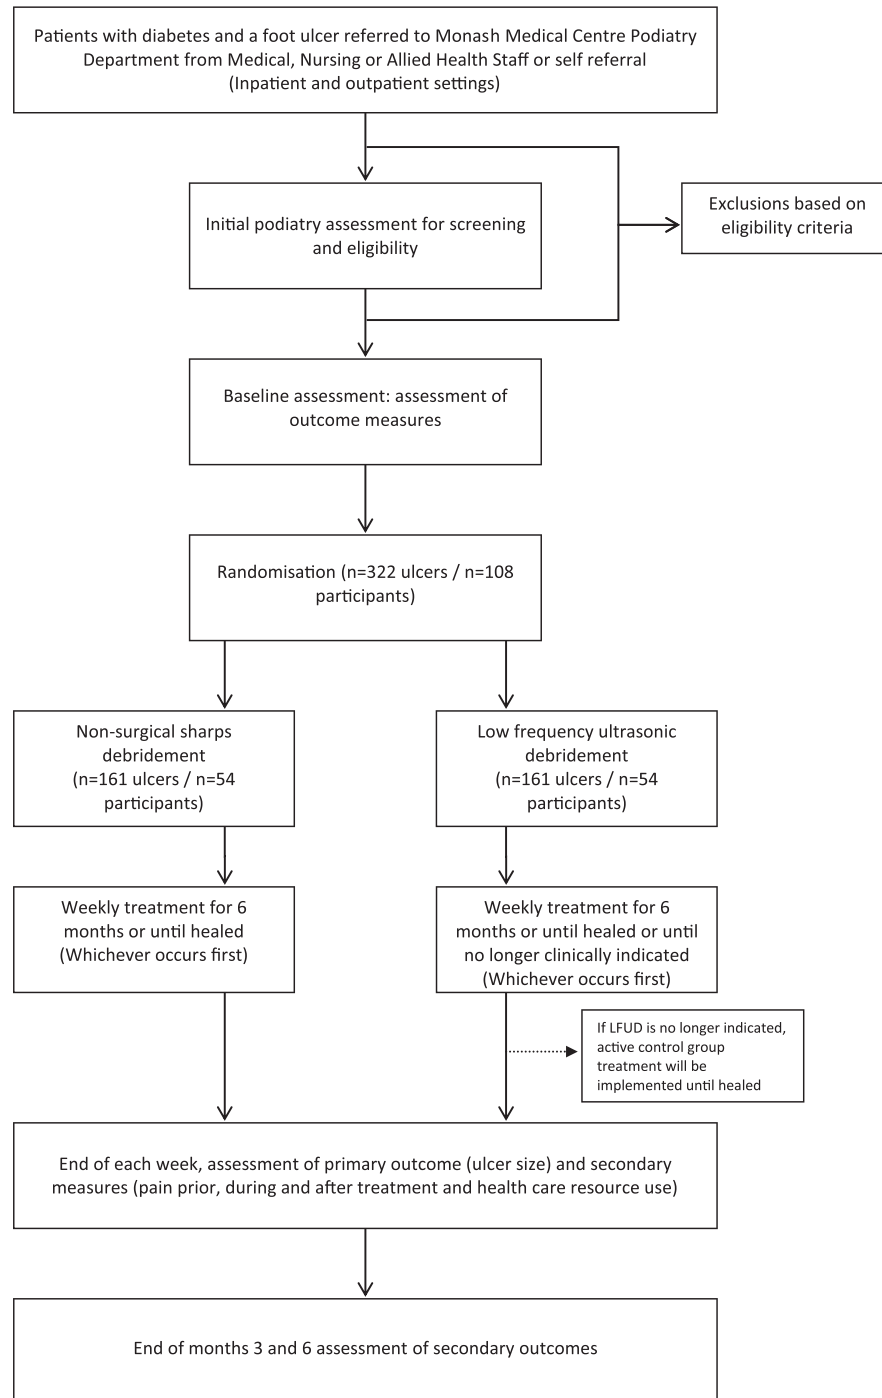 Patients with diabetes and a foot ulcer referred to Monash Medical Centre Podiatry
Department from Medical, Nursing or Allied Health Staff or self referral
(Inpatient and outpatient settings)
Initial podiatry assessment for screening
and eligibility
Exclusions based on
eligibility criteria
Baseline assessment: assessment of
outcome measures
Randomisation (n=322 ulcers / n=108
participants)
Non-surgical sharps
debridement
(n=161 ulcers / n=54
participants)
Low frequency ultrasonic
debridement
(n=161 ulcers / n=54
participants)
Weekly treatment for 6
months or until healed
(Whichever occurs first)
Weekly treatment for 6
months or until healed or until
no longer clinically indicated
(Whichever occurs first)
If LFUD is no longer indicated,
active control group
treatment will be
implemented until healed
End of each week, assessment of primary outcome (ulcer size) and secondary
measures (pain prior, during and after treatment and health care resource use)
End of months 3 and 6 assessment of secondary outcomes